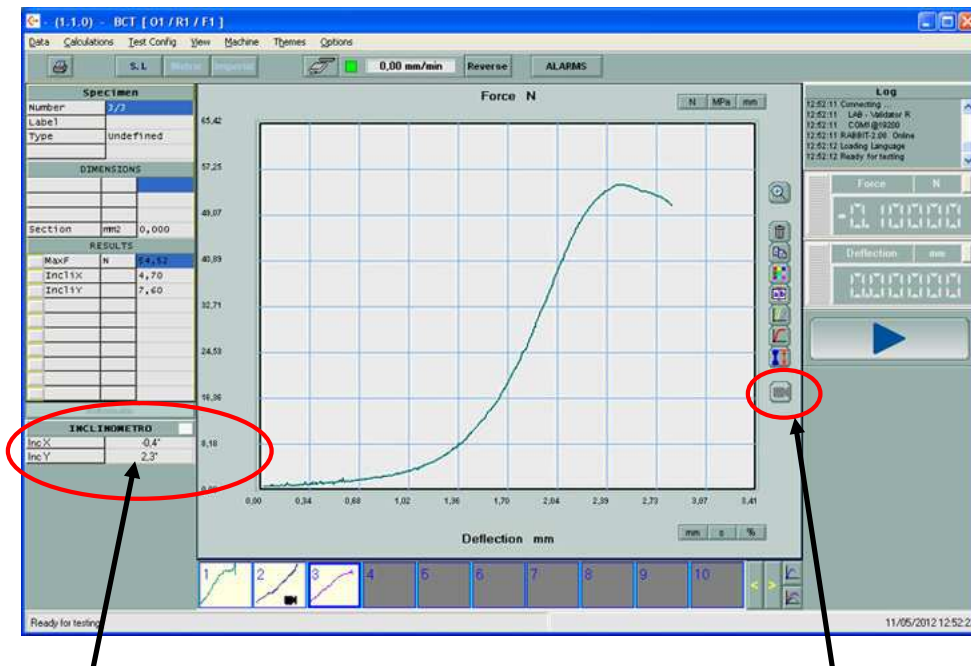 - (1.1.0) - BCT [ O1 / R1 / F1 ]
Data Calculations Test Config View Machine Themes Options
S.I. Metric Imperial 0,00 mm/min Reverse ALARMS
Specimen
Number 3/3
Label
Type Undefined
DIMENSIONS
Section mm2 0,000
RESULTS
MaxF N 54,52
IncliX 4,70
IncliY 7,60
INCLINOMETRO
Inc X -0,4°
Inc Y 2,3°
Force N
N MPa mm
65,42
57,25
49,07
40,89
32,71
24,53
16,36
8,18
0,00
0,00 0,34 0,68 1,02 1,36 1,70 2,04 2,39 2,73 3,07 3,41
Deflection mm
mm s %
1 2 3 4 5 6 7 8 9 10
< >
Log
12:52:11 Connecting ...
12:52:11 LAB - Validator R
12:52:11 COM1@19200
12:52:11 RABBIT-2.06 Online
12:52:12 Loading Language
12:52:12 Ready for testing
Force N
-0.10000
Deflection mm
000000
Ready for testing
11/05/2012 12:52:2